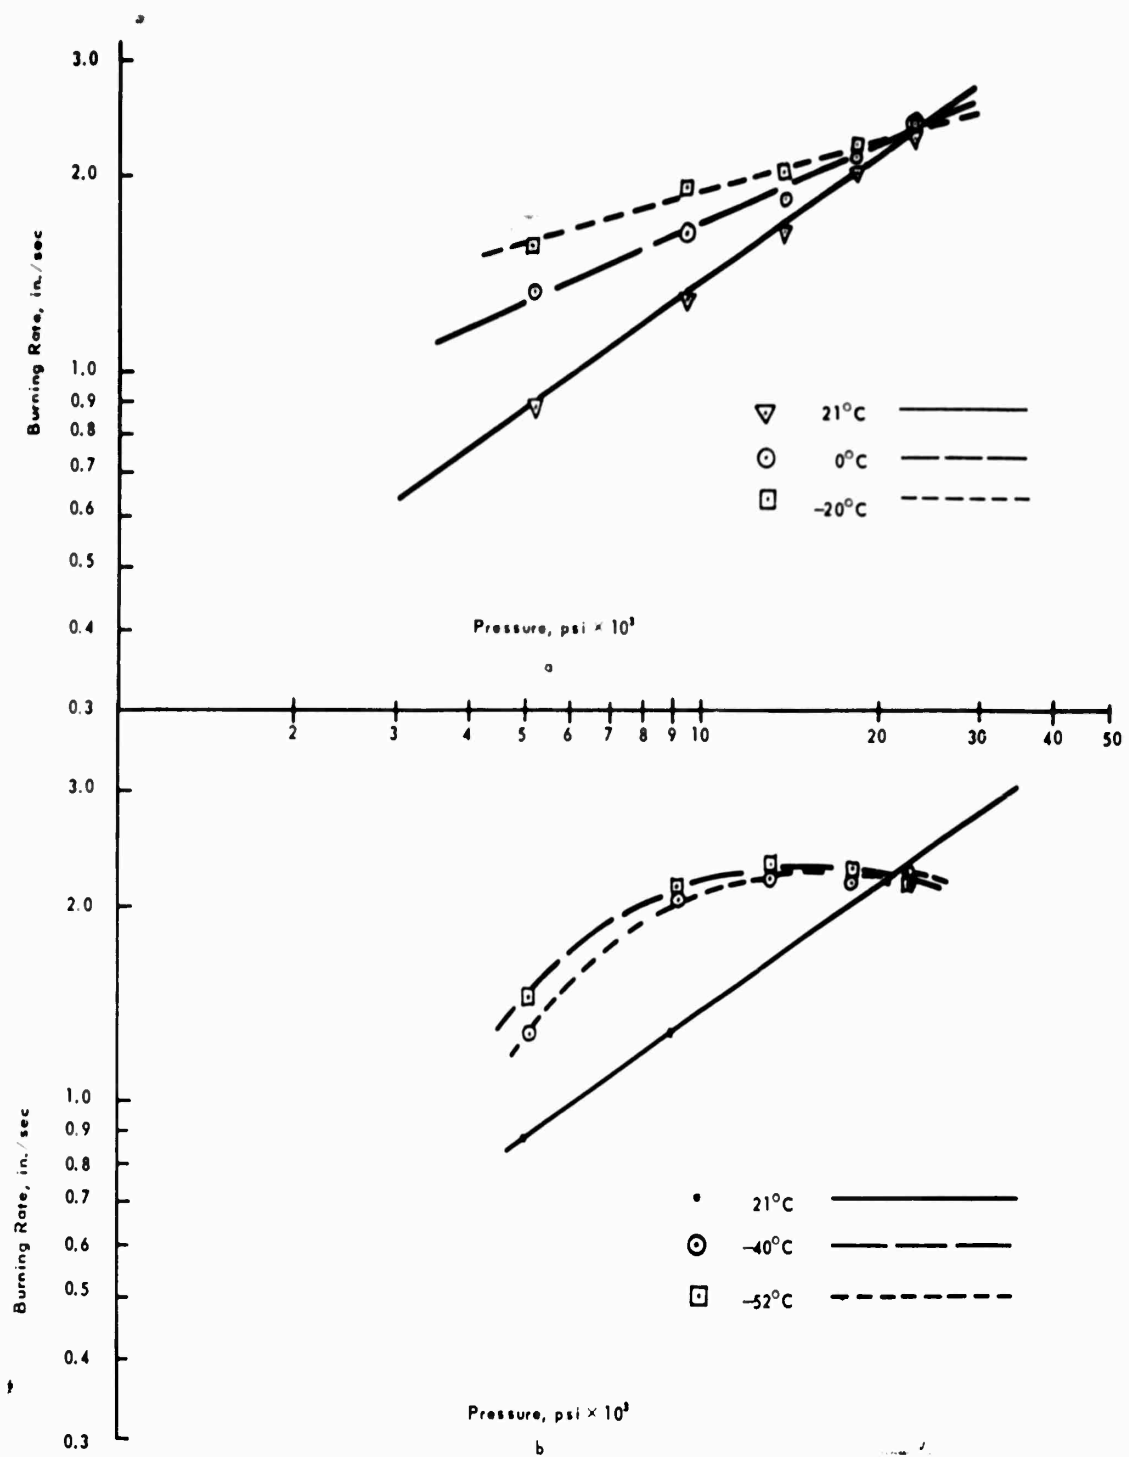 3.0
2.0
1.0
0.9
0.8
0.7
0.6
0.5
0.4
0.3
Burning Rate, in./sec
21°C
0°C
−20°C
Pressure, psi × 10³
a
2 3 4 5 6 7 8 9 10 20 30 40 50
3.0
2.0
1.0
0.9
0.8
0.7
0.6
0.5
0.4
0.3
Burning Rate, in./sec
21°C
−40°C
−52°C
Pressure, psi × 10³
b